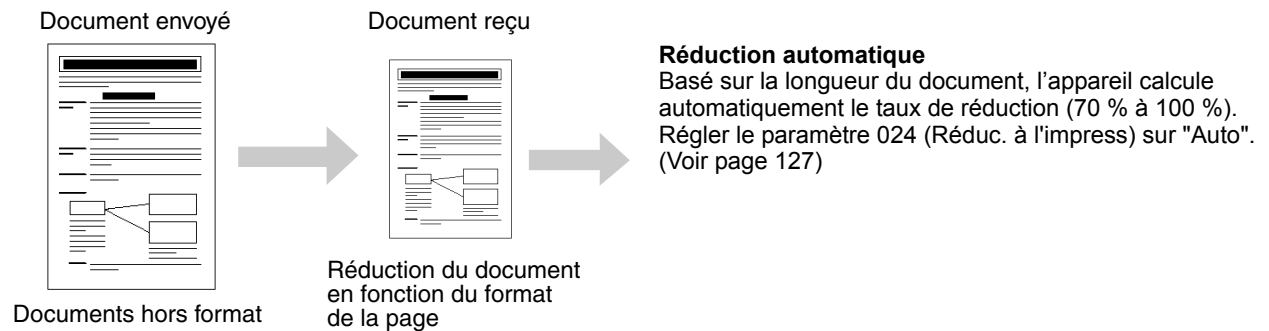 Document envoyé
Documents hors format
Document reçu
Réduction du document
en fonction du format
de la page
Réduction automatique
Basé sur la longueur du document, l’appareil calcule
automatiquement le taux de réduction (70 % à 100 %).
Régler le paramètre 024 (Réduc. à l'impress) sur "Auto".
(Voir page 127)